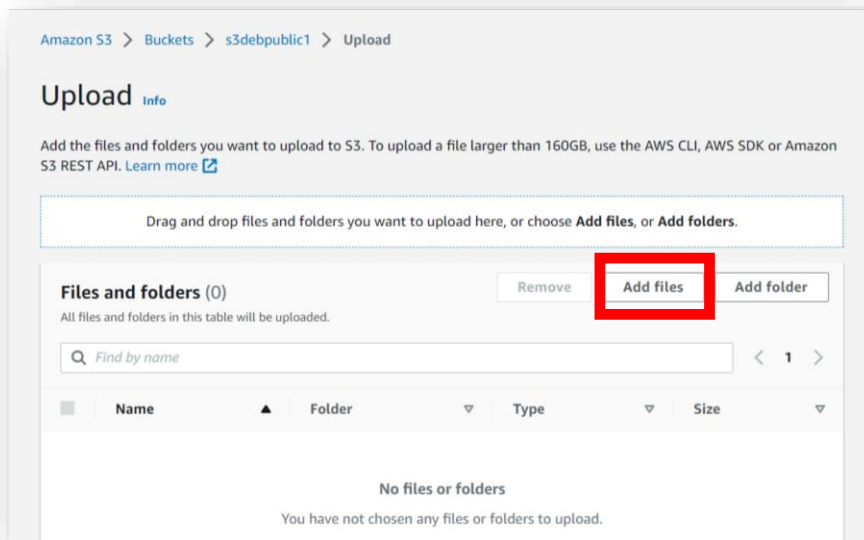 Amazon S3 > Buckets > s3debpublic1 > Upload
Upload Info
Add the files and folders you want to upload to S3. To upload a file larger than 160GB, use the AWS CLI, AWS SDK or Amazon
S3 REST API. Learn more
Drag and drop files and folders you want to upload here, or choose Add files, or Add folders.
Files and folders (0)
Remove
Add files
Add folder
All files and folders in this table will be uploaded.
Find by name
< 1 >
Name Folder Type Size
No files or folders
You have not chosen any files or folders to upload.